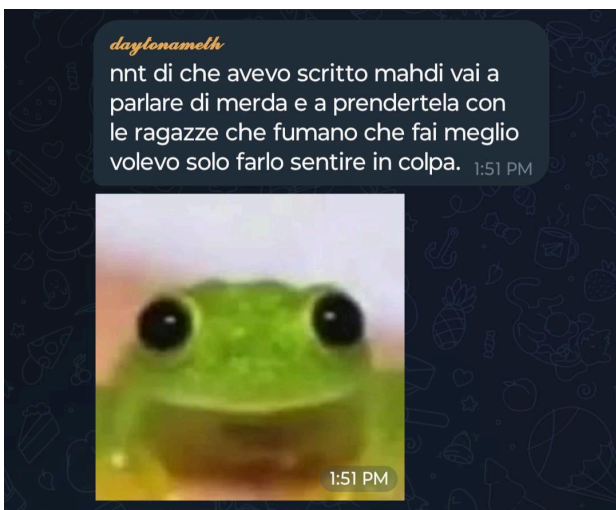 daytonameth
nnt di che avevo scritto mahdi vai a
parlare di merda e a prendertela con
le ragazze che fumano che fai meglio
volevo solo farlo sentire in colpa. 1:51 PM
1:51 PM